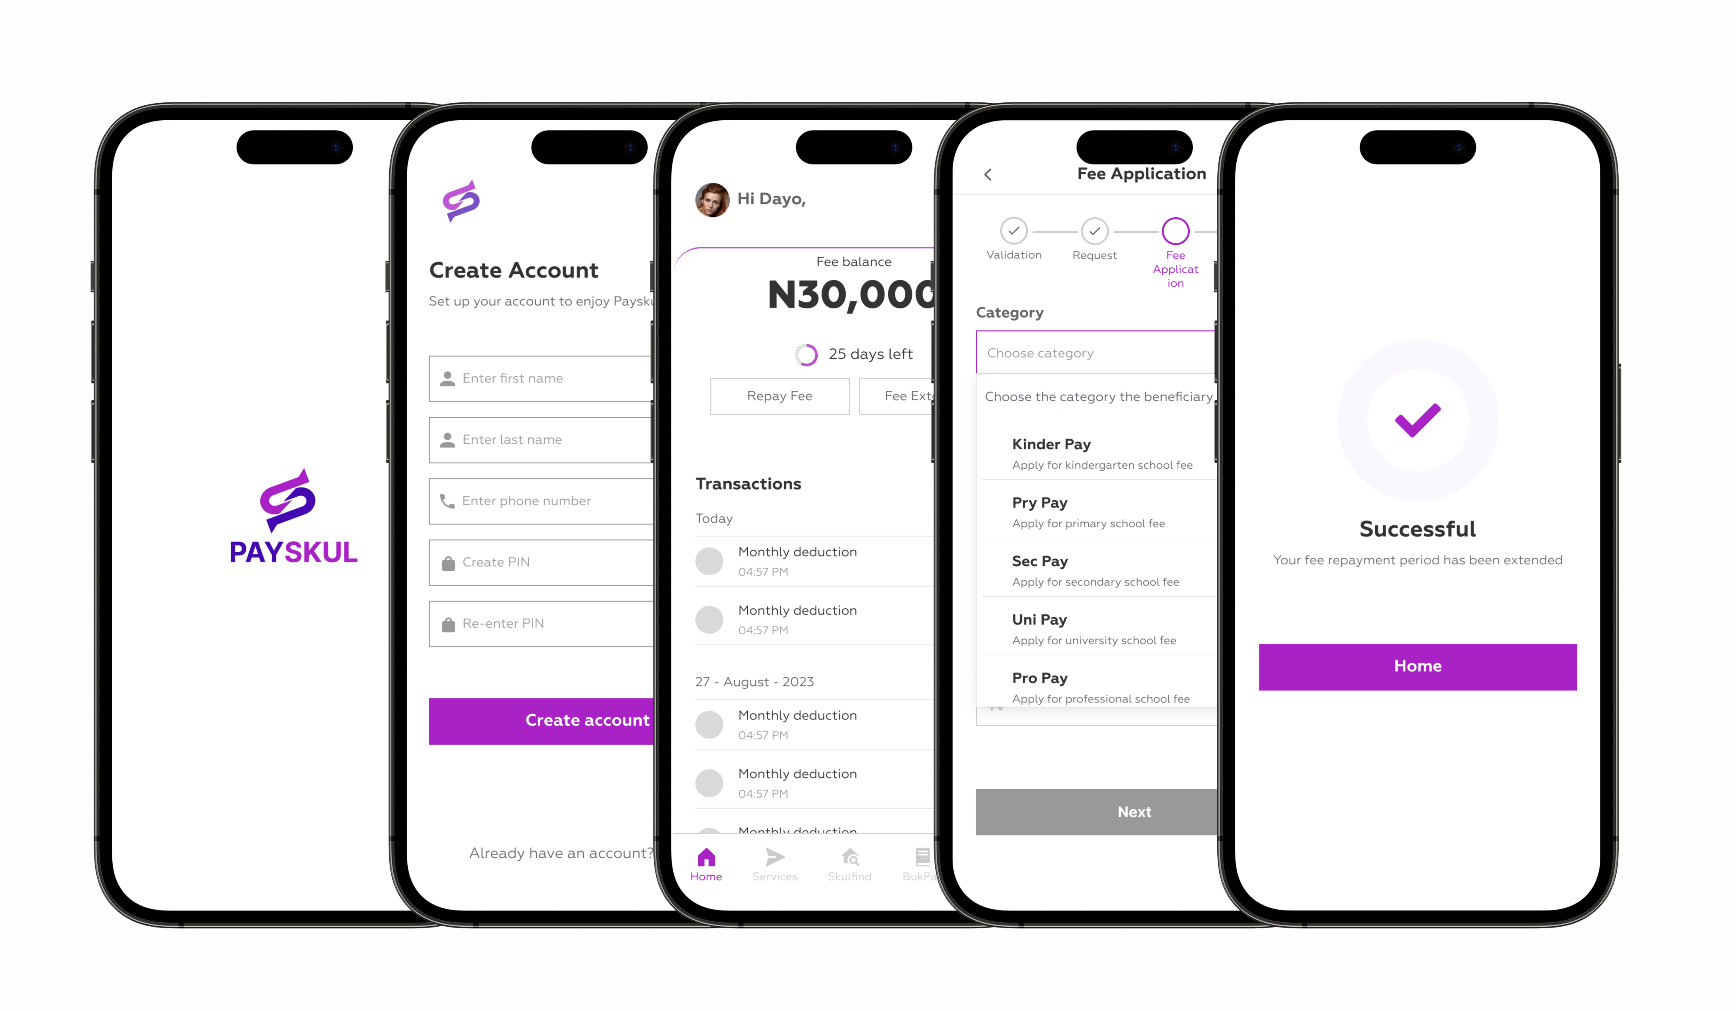 PAYSKUL
Create Account
Set up your account to enjoy Paysku
Enter first name
Enter last name
Enter phone number
Create PIN
Re-enter PIN
Create account
Already have an account?
Hi Dayo,
Fee balance
N30,000
25 days left
Repay Fee
Fee Exte
Transactions
Today
Monthly deduction
04:57 PM
Monthly deduction
04:57 PM
27 - August - 2023
Monthly deduction
04:57 PM
Monthly deduction
04:57 PM
Monthly deduction
Home
Services
Skulfind
BukPa
Fee Application
Validation
Request
Fee
Applicat
ion
Category
Choose category
Choose the category the beneficiary
Kinder Pay
Apply for kindergarten school fee
Pry Pay
Apply for primary school fee
Sec Pay
Apply for secondary school fee
Uni Pay
Apply for university school fee
Pro Pay
Apply for professional school fee
Next
Successful
Your fee repayment period has been extended
Home